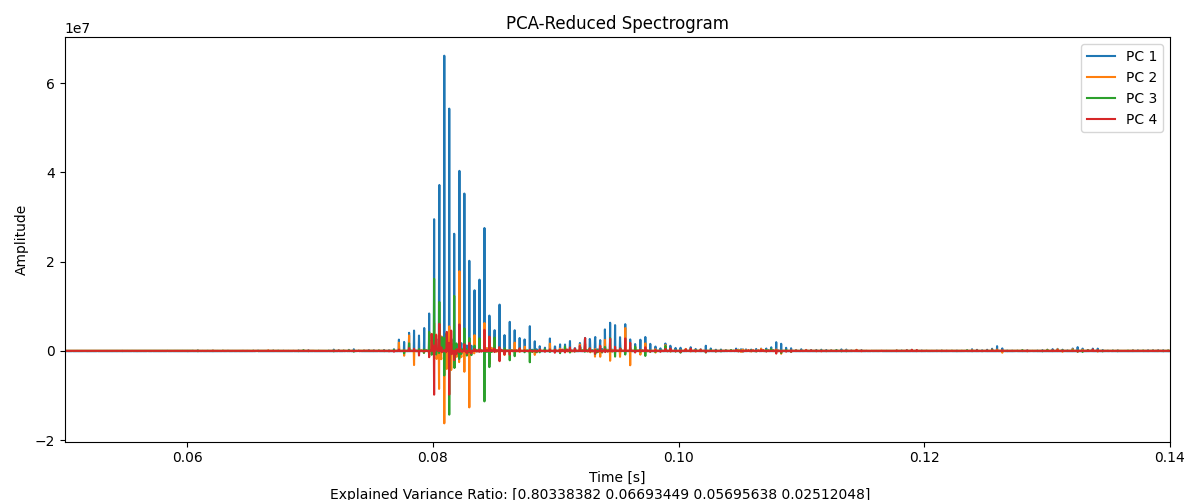 PCA-Reduced Spectrogram
1e7
PC 1
PC 2
PC 3
PC 4
6
4
2
0
−2
Amplitude
0.06 0.08 0.10 0.12 0.14
Time [s]
Explained Variance Ratio: [0.80338382 0.06693449 0.05695638 0.02512048]